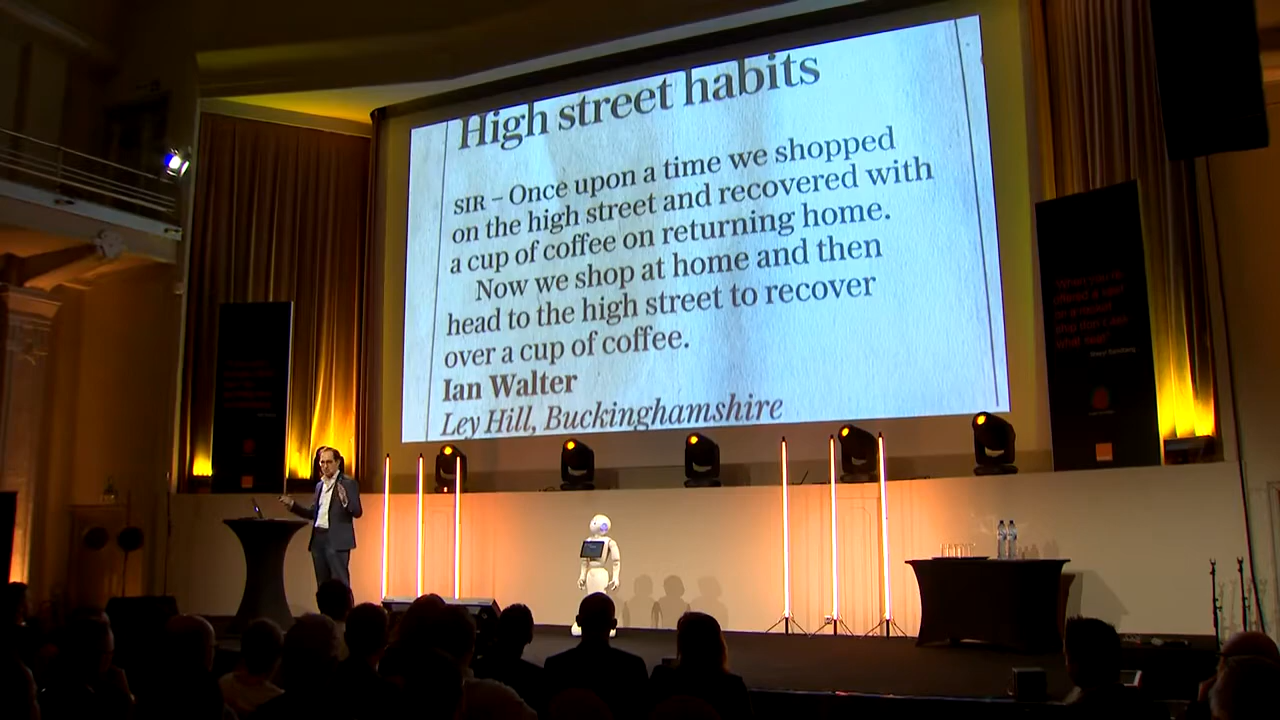 High street habits
SIR – Once upon a time we shopped
on the high street and recovered with
a cup of coffee on returning home.
Now we shop at home and then
head to the high street to recover
over a cup of coffee.
Ian Walter
Ley Hill, Buckinghamshire